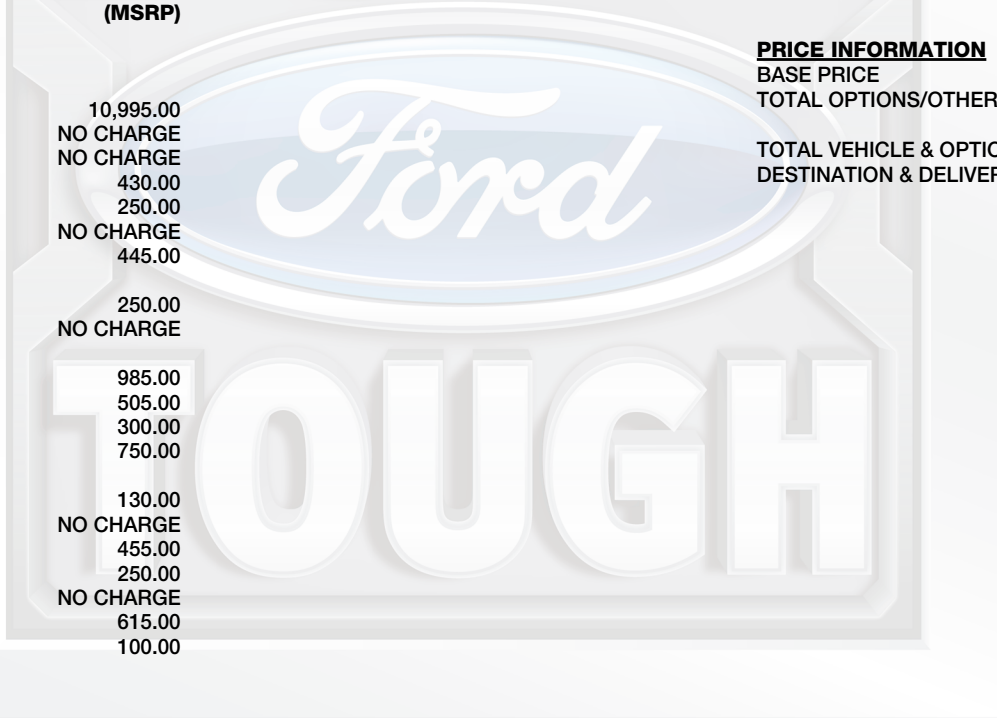 (MSRP)
10,995.00
NO CHARGE
NO CHARGE
430.00
250.00
NO CHARGE
445.00
250.00
NO CHARGE
985.00
505.00
300.00
750.00
130.00
NO CHARGE
455.00
250.00
NO CHARGE
615.00
100.00
PRICE INFORMATION
BASE PRICE
TOTAL OPTIONS/OTHER
TOTAL VEHICLE & OPTIO
DESTINATION & DELIVER
Ford
TOUGH